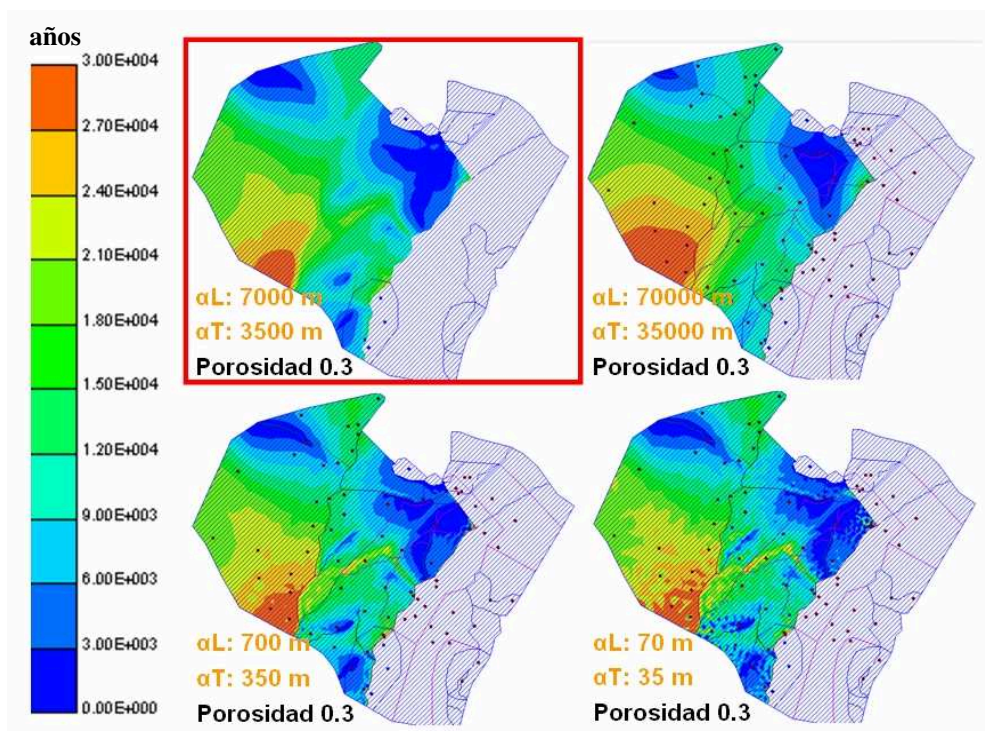 años
3.00E+004
2.70E+004
2.40E+004
2.10E+004
1.80E+004
1.50E+004
1.20E+004
9.00E+003
6.00E+003
3.00E+003
0.00E+000
αL: 7000 m
αT: 3500 m
Porosidad 0.3
αL: 70000 m
αT: 35000 m
Porosidad 0.3
αL: 700 m
αT: 350 m
Porosidad 0.3
αL: 70 m
αT: 35 m
Porosidad 0.3